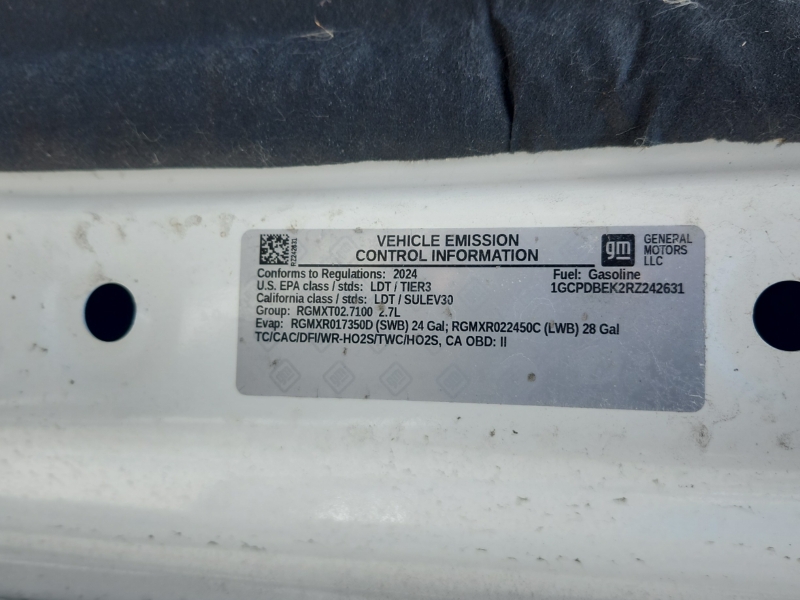 VEHICLE EMISSION
CONTROL INFORMATION
RZ242631
gm
GENERAL
MOTORS
LLC
Conforms to Regulations: 2024
Fuel: Gasoline
U.S. EPA class / stds: LDT / TIER3
1GCPDBEK2RZ242631
California class / stds: LDT / SULEV30
Group: RGMXT02.7100 2.7L
Evap: RGMXR017350D (SWB) 24 Gal; RGMXR022450C (LWB) 28 Gal
TC/CAC/DFI/WR-HO2S/TWC/HO2S, CA OBD: II